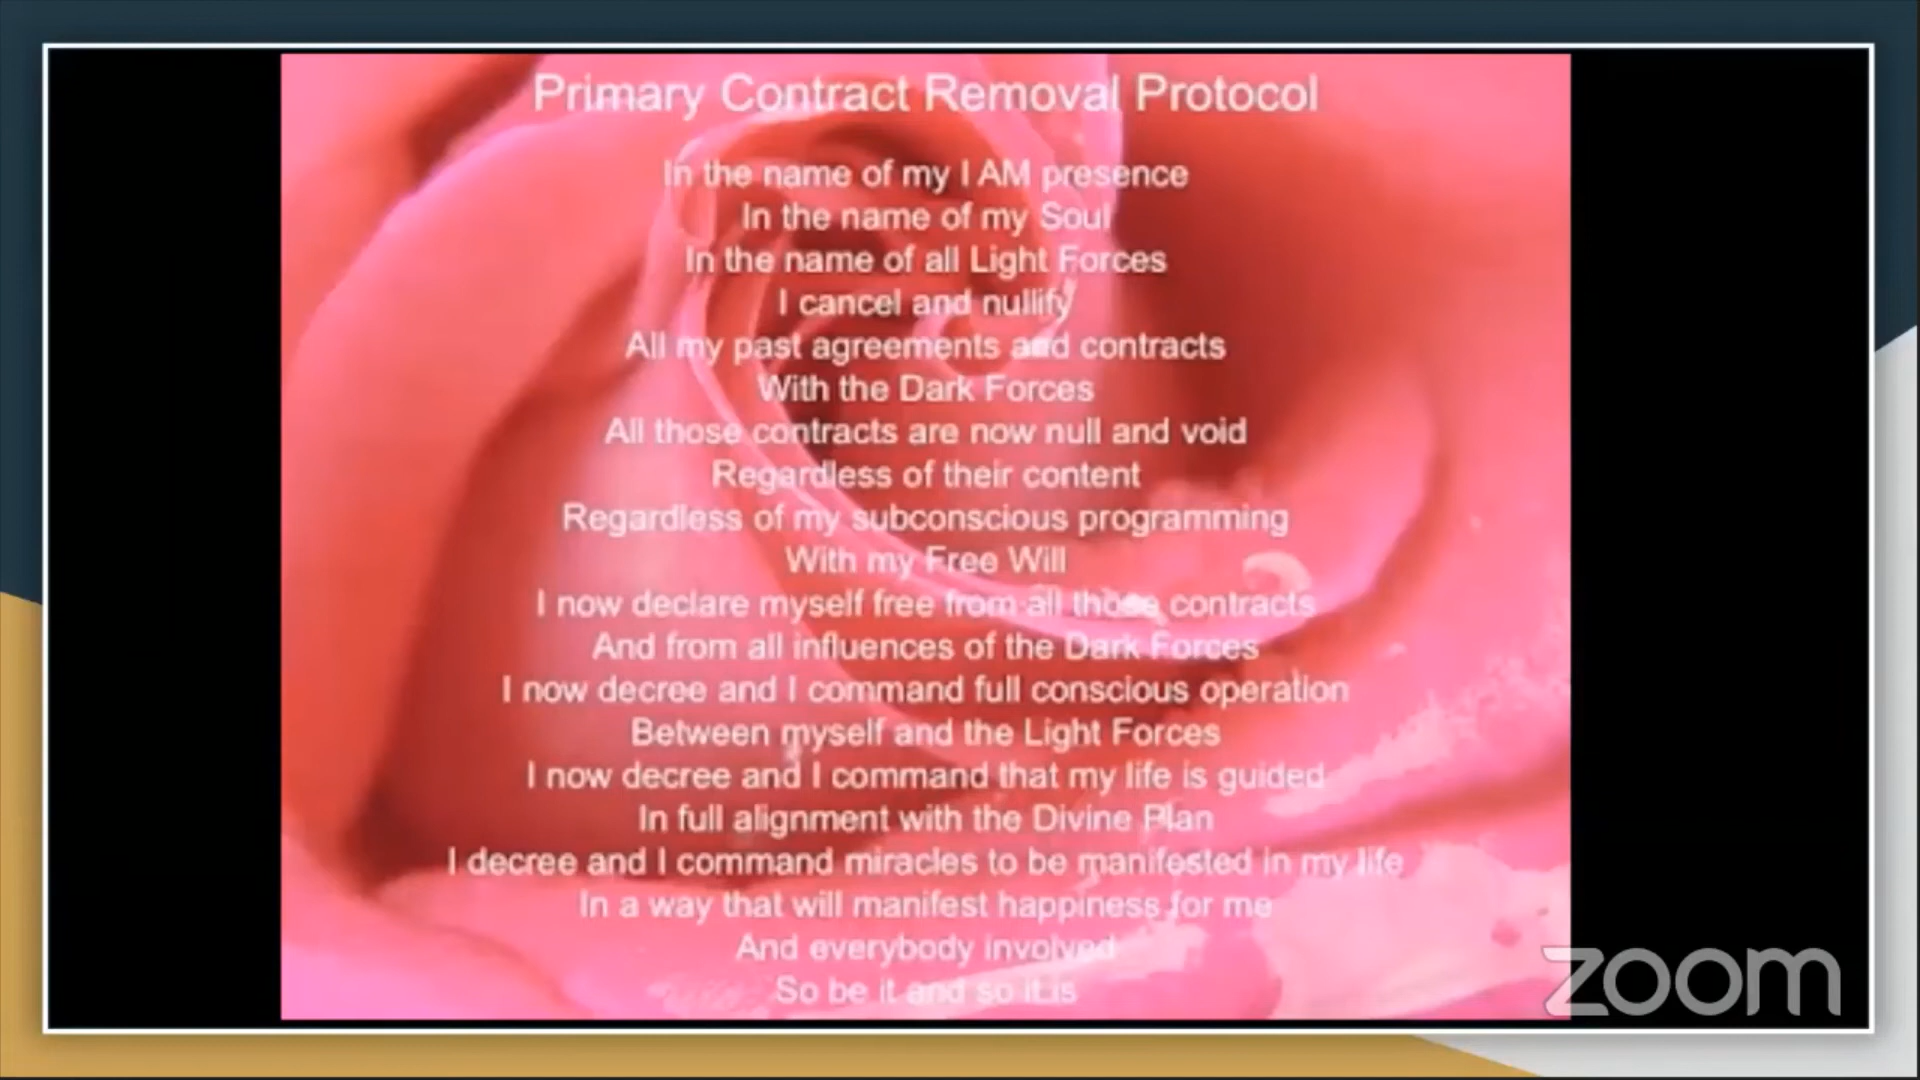 Primary Contract Removal Protocol
In the name of my I AM presence
In the name of my Soul
In the name of all Light Forces
I cancel and nullify
All my past agreements and contracts
With the Dark Forces
All those contracts are now null and void
Regardless of their content
Regardless of my subconscious programming
With my Free Will
I now declare myself free from all those contracts
And from all influences of the Dark Forces
I now decree and I command full conscious operation
Between myself and the Light Forces
I now decree and I command that my life is guided
In full alignment with the Divine Plan
I decree and I command miracles to be manifested in my life
In a way that will manifest happiness for me
And everybody involved
So be it and so it is
zoom